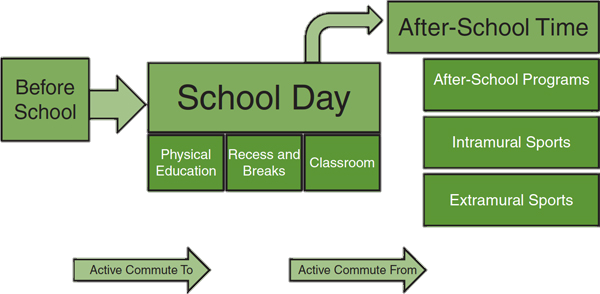 Before
School
School Day
Physical
Education
Recess and
Breaks
Classroom
After-School Time
After-School Programs
Intramural Sports
Extramural Sports
Active Commute To
Active Commute From